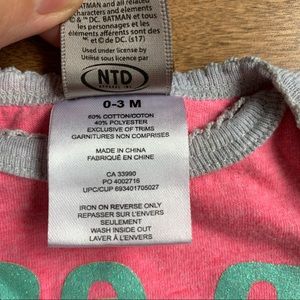 BATMAN and all related
characters and elements
© & ™ DC. BATMAN et tous
les personnages et les
éléments afférents sont des
™ et © de DC. (s17)
Used under license by
Utilisé sous licence par
NTD
APPAREL INC.
0-3 M
60% COTTON/COTON
40% POLYESTER
EXCLUSIVE OF TRIMS
GARNITURES NON COMPRISES
MADE IN CHINA
FABRIQUÉ EN CHINE
CA 33990
PO 4002716
UPC/CUP 693401705027
IRON ON REVERSE ONLY
REPASSER SUR L'ENVERS
SEULEMENT
WASH INSIDE OUT
LAVER À L'ENVERS